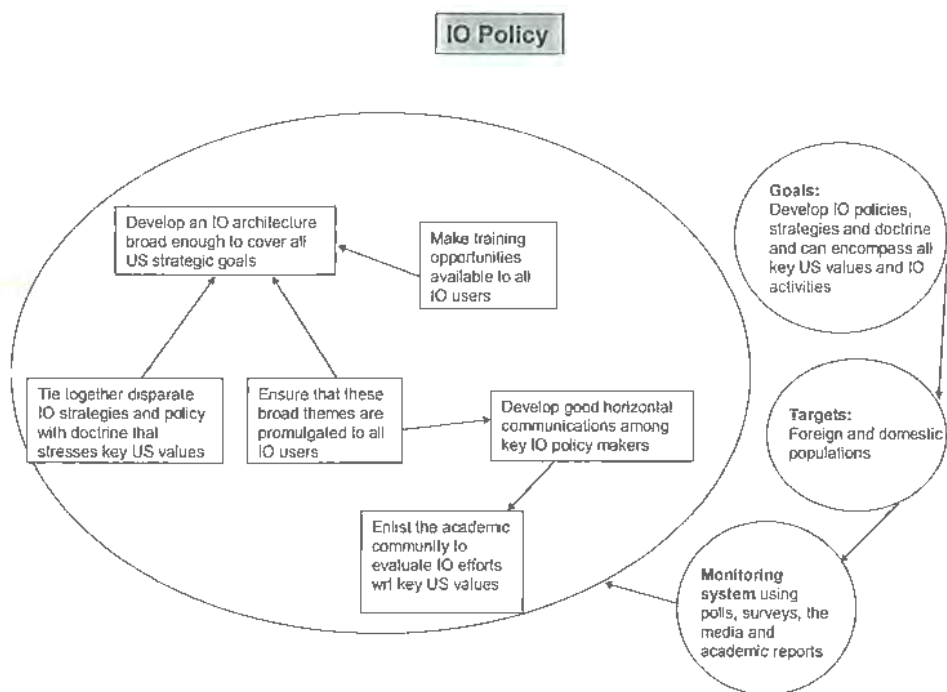 IO Policy
Develop an IO architecture
broad enough to cover all
US strategic goals
Make training
opportunities
available to all
IO users
Tie together disparate
IO strategies and policy
with doctrine that
stresses key US values
Ensure that these
broad themes are
promulgated to all
IO users
Develop good horizontal
communications among
key IO policy makers
Enlist the academic
community to
evaluate IO efforts
wrt key US values
Goals:
Develop IO policies,
strategies and doctrine
and can encompass all
key US values and IO
activities
Targets:
Foreign and domestic
populations
Monitoring
system using
polls, surveys, the
media and
academic reports